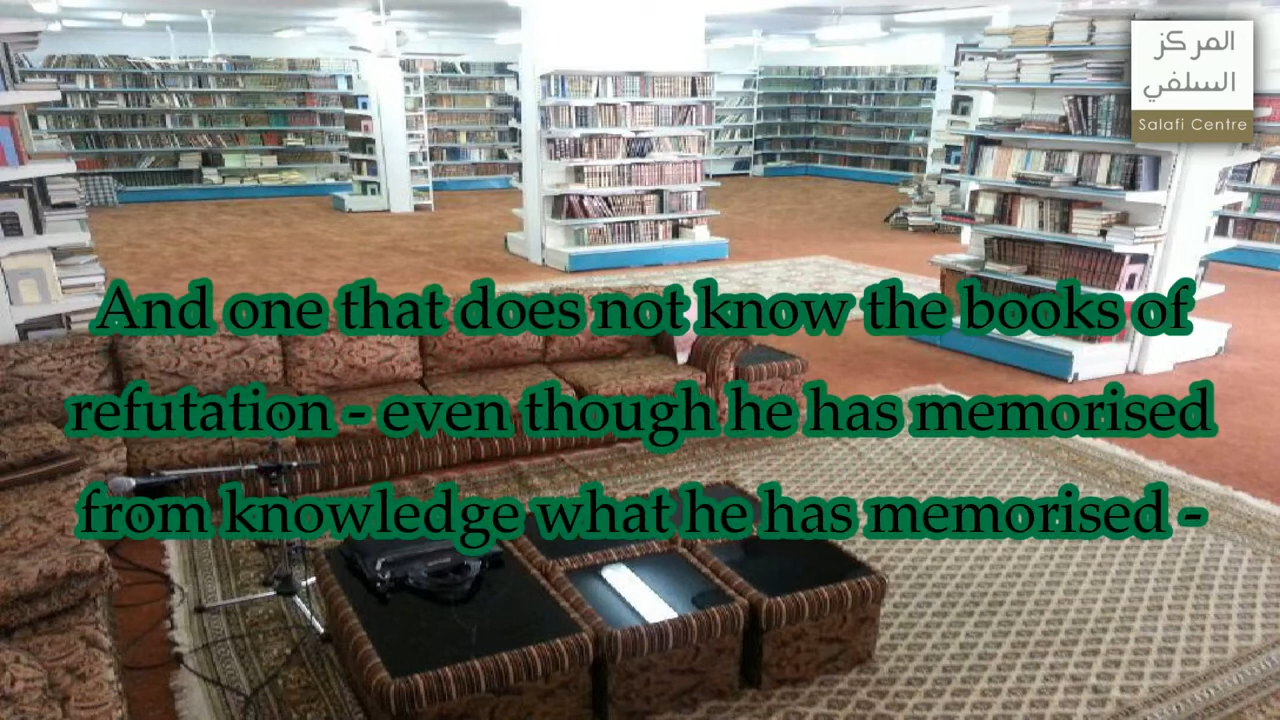 المركز
السلفي
Salafi Centre
And one that does not know the books of
refutation - even though he has memorised
from knowledge what he has memorised -